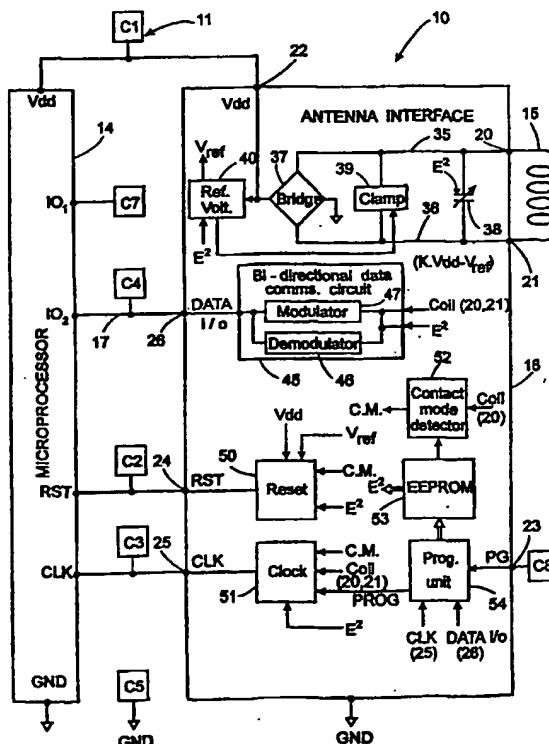 C1
11
10
22
Vdd
Vdd
14
ANTENNA INTERFACE
35
20
15
Vref
40
37
39
IO1
C7
Ref. Volt.
Bridge
Clamp
E²
38
36
E²
(K.Vdd-Vref)
21
C4
Bi-directional data
comms. circuit
47
DATA
Modulator
Coil (20,21)
IO2
I/o
E²
17
26
Demodulator
52
16
45
46
MICROPROCESSOR
Contact
mode
detector
C.M.
Coil
(20)
Vdd
Vref
C2
24
50
RST
RST
Reset
C.M.
E²
E²
EEPROM
53
23
C3
25
C.M.
PG
C8
CLK
CLK
Clock
Coil
(20,21)
Prog.
unit
51
PROG
54
E²
CLK
(25)
DATA I/o
(26)
GND
C5
GND
GND